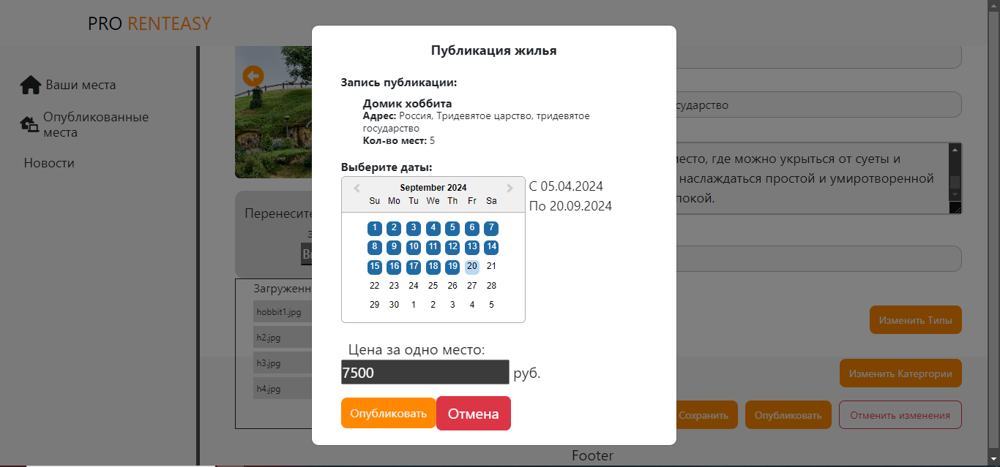 PRO RENTEASY
Ваши места
Опубликованные
места
Новости
Публикация жилья
Запись публикации:
Домик хоббита
Адрес: Россия, Тридевятое царство, тридевятое
государство
Кол-во мест: 5
Выберите даты:
September 2024
Su Mo Tu We Th Fr Sa
1 2 3 4 5 6 7
8 9 10 11 12 13 14
15 16 17 18 19 20 21
22 23 24 25 26 27 28
29 30 1 2 3 4 5
С 05.04.2024
По 20.09.2024
Цена за одно место:
7500 руб.
Опубликовать Отмена
Перенесите
Загруженн
hobbit1.jpg
h2.jpg
h3.jpg
h4.jpg
сударство
место, где можно укрыться от суеты и
наслаждаться простой и умиротворенной
покой.
Изменить Типы
Изменить Катергории
Сохранить Опубликовать Отменить изменения
Footer